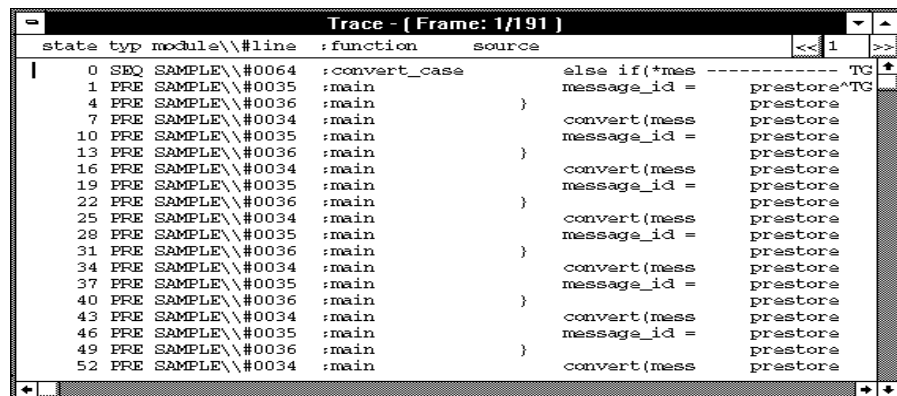 Trace - ( Frame: 1/191 )
state typ module\\#line ;function source << 1 >>
0 SEQ SAMPLE\\#0064 ;convert_case else if(*mes ------------ TG
1 PRE SAMPLE\\#0035 ;main message_id = prestore^TG
4 PRE SAMPLE\\#0036 ;main } prestore
7 PRE SAMPLE\\#0034 ;main convert(mess prestore
10 PRE SAMPLE\\#0035 ;main message_id = prestore
13 PRE SAMPLE\\#0036 ;main } prestore
16 PRE SAMPLE\\#0034 ;main convert(mess prestore
19 PRE SAMPLE\\#0035 ;main message_id = prestore
22 PRE SAMPLE\\#0036 ;main } prestore
25 PRE SAMPLE\\#0034 ;main convert(mess prestore
28 PRE SAMPLE\\#0035 ;main message_id = prestore
31 PRE SAMPLE\\#0036 ;main } prestore
34 PRE SAMPLE\\#0034 ;main convert(mess prestore
37 PRE SAMPLE\\#0035 ;main message_id = prestore
40 PRE SAMPLE\\#0036 ;main } prestore
43 PRE SAMPLE\\#0034 ;main convert(mess prestore
46 PRE SAMPLE\\#0035 ;main message_id = prestore
49 PRE SAMPLE\\#0036 ;main } prestore
52 PRE SAMPLE\\#0034 ;main convert(mess prestore